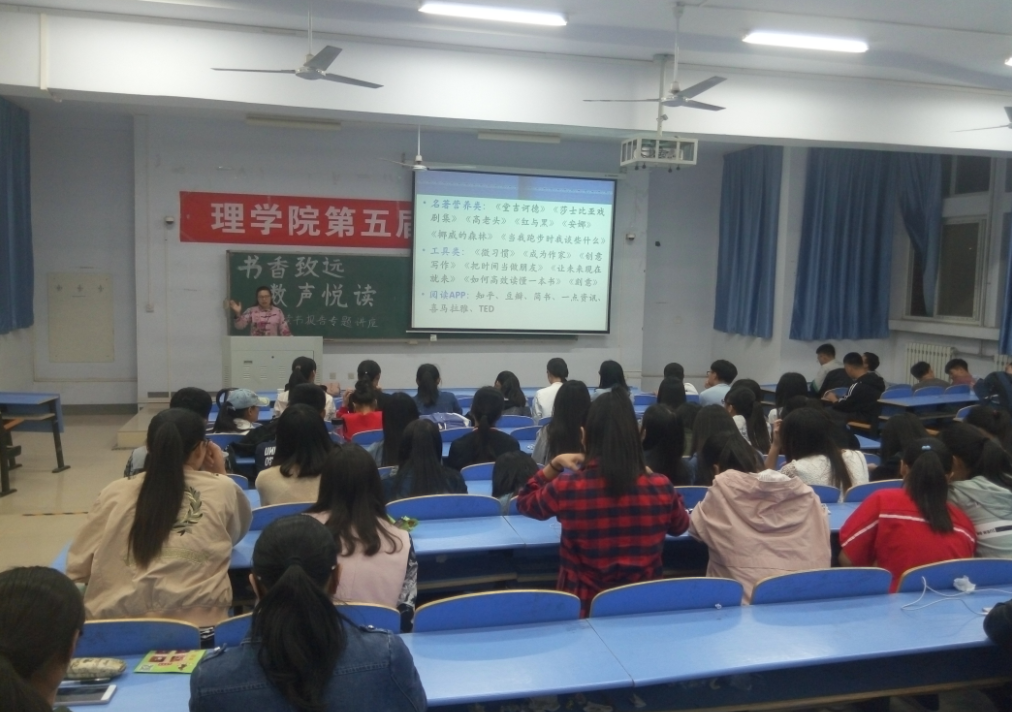 理学院第五届
书香致远
墨声悦读
名著营养类：《堂吉诃德》《莎士比亚戏
剧集》《高老头》《红与黑》《安娜》
《挪威的森林》《当我跑步时我谈些什么》
工具类：《微习惯》《成为作家》《创意
写作》《把时间当做朋友》《让未来现在
就来》《如何高效读懂一本书》《刻意》
阅读APP：知乎、豆瓣、简书、一点资讯、
喜马拉雅、TED